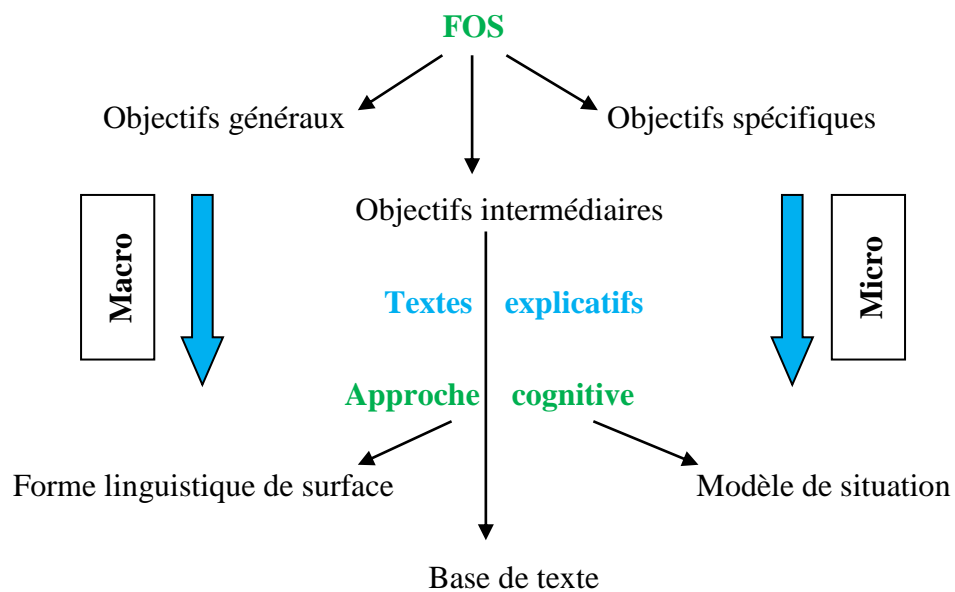 FOS
Objectifs généraux
Objectifs spécifiques
Objectifs intermédiaires
Macro
Micro
Textes explicatifs
Approche cognitive
Forme linguistique de surface
Modèle de situation
Base de texte